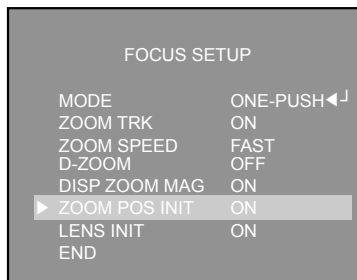 FOCUS SETUP
MODE ONE-PUSH
ZOOM TRK ON
ZOOM SPEED FAST
D-ZOOM OFF
DISP ZOOM MAG ON
ZOOM POS INIT ON
LENS INIT ON
END